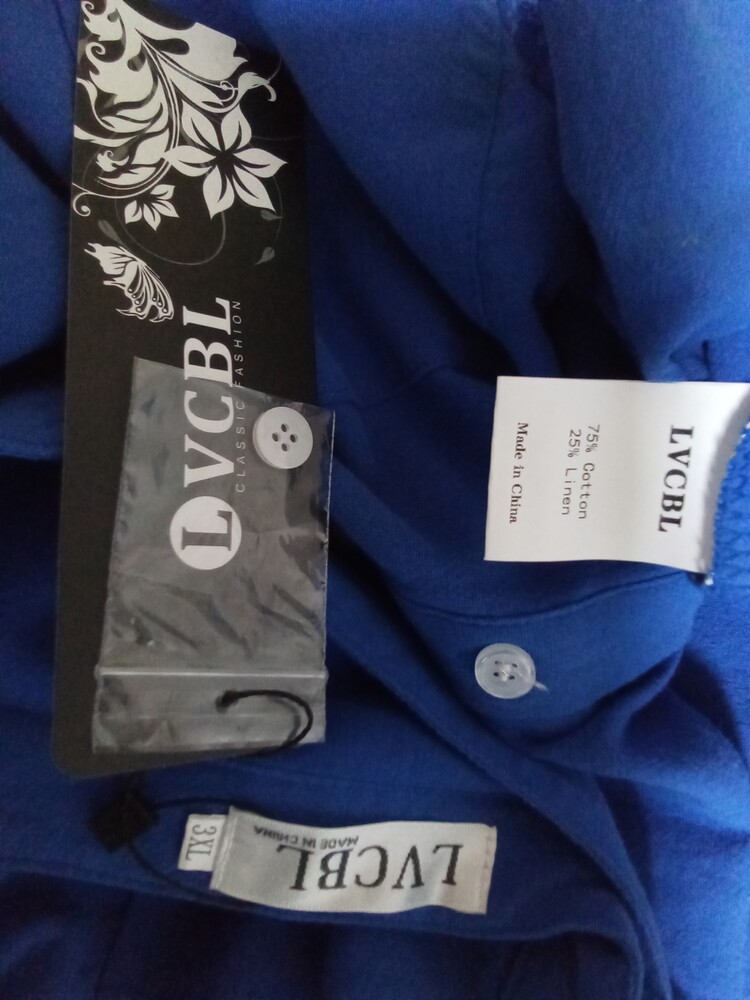 LVCBL
CLASSIC FASHION
LVCBL
75% Cotton
25% Linen
Made in China
LVCBL
MADE IN CHINA
3XL